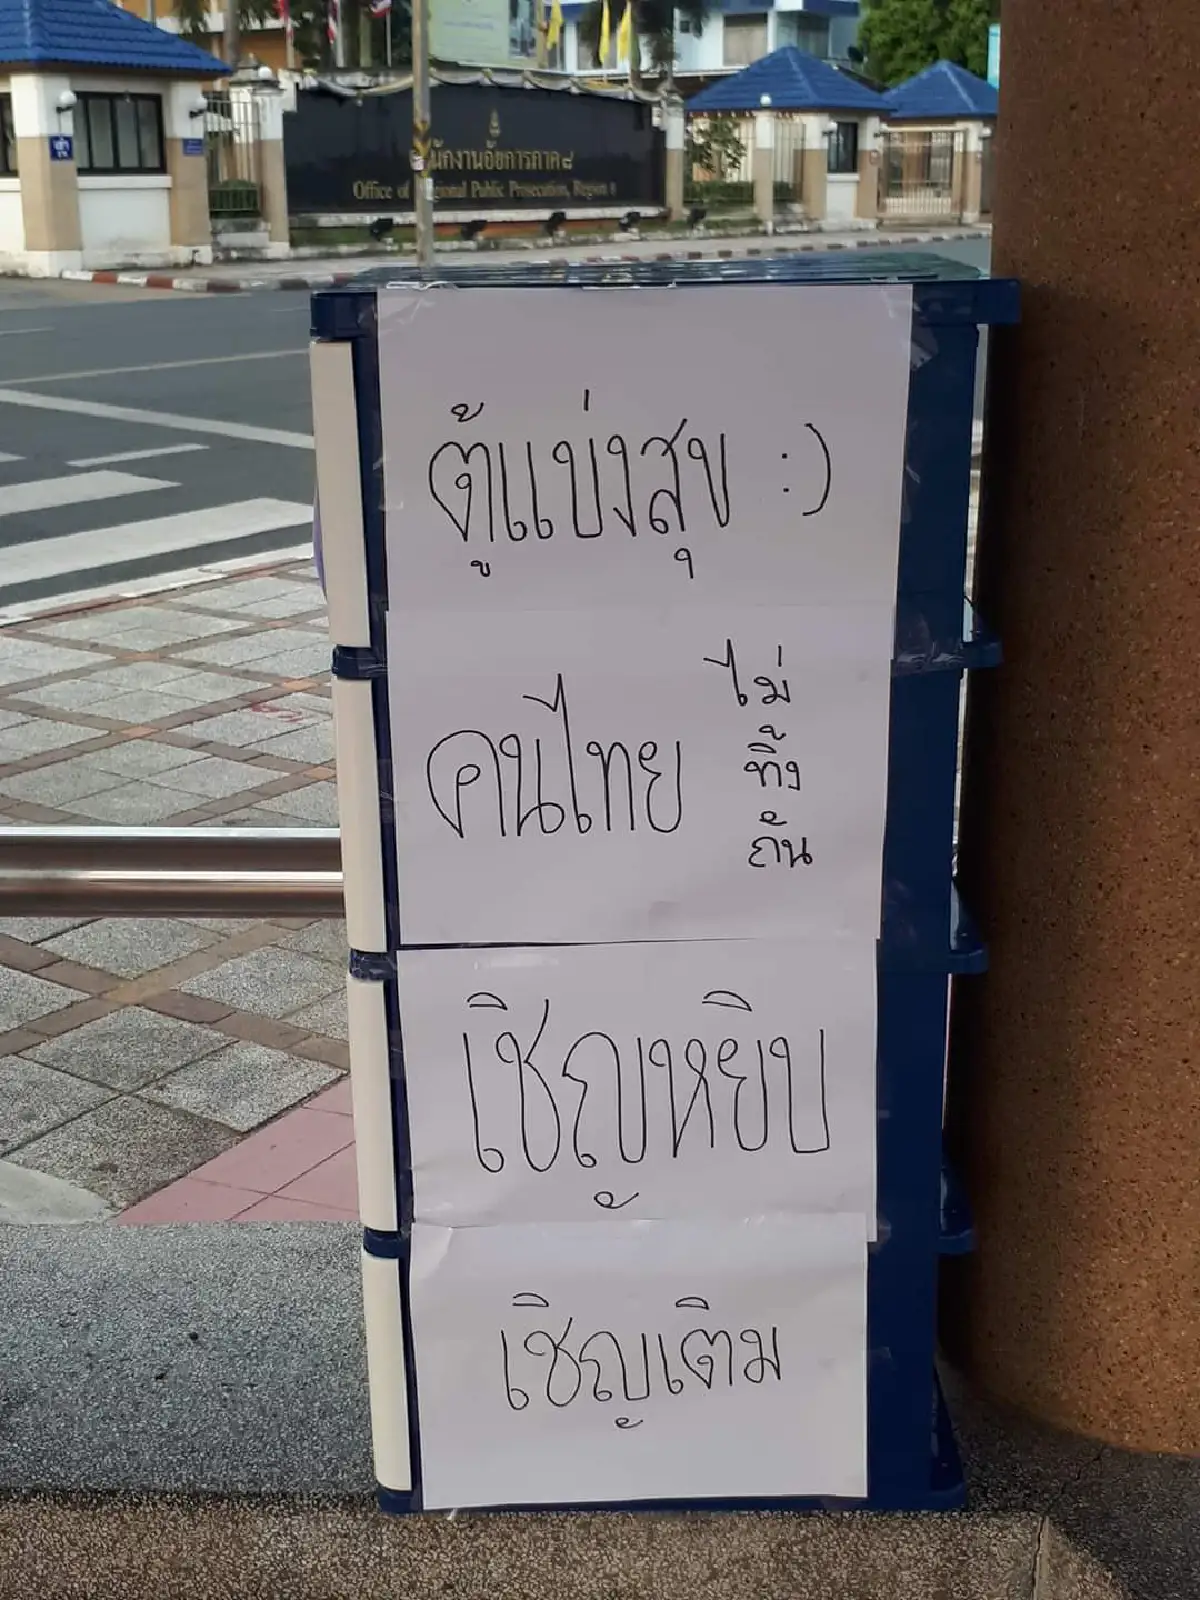 สำนักงานอัยการภาค ๘
Office of Regional Public Prosecution, Region 8
ตู้แบ่งสุข :)
คนไทย
ไม่
ทิ้ง
กัน
เชิญหยิบ
เชิญเติม